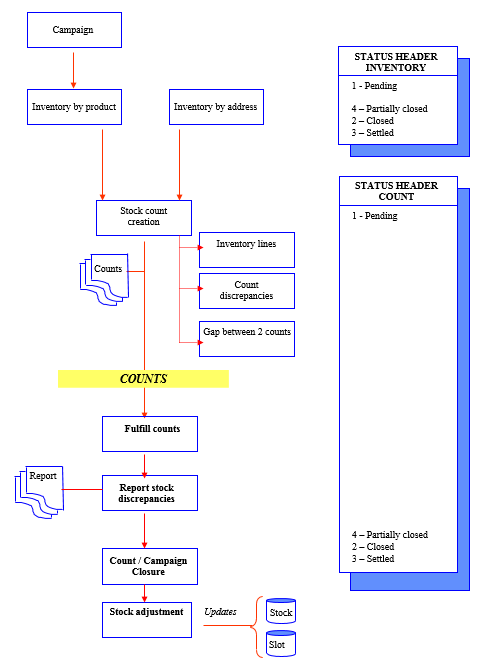 Campaign
Inventory by product
Inventory by address
Stock count
creation
Inventory lines
Counts
Count
discrepancies
Gap between 2 counts
COUNTS
Fulfill counts
Report
Report stock
discrepancies
Count / Campaign
Closure
Stock adjustment
Updates
Stock
Slot
STATUS HEADER
INVENTORY
1 - Pending
4 – Partially closed
2 – Closed
3 – Settled
STATUS HEADER
COUNT
1 - Pending
4 – Partially closed
2 – Closed
3 – Settled